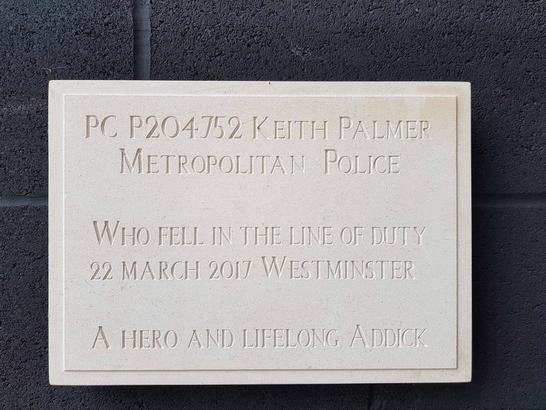 PC P204752 KEITH PALMER
METROPOLITAN POLICE
WHO FELL IN THE LINE OF DUTY
22 MARCH 2017 WESTMINSTER
A HERO AND LIFELONG ADDICK